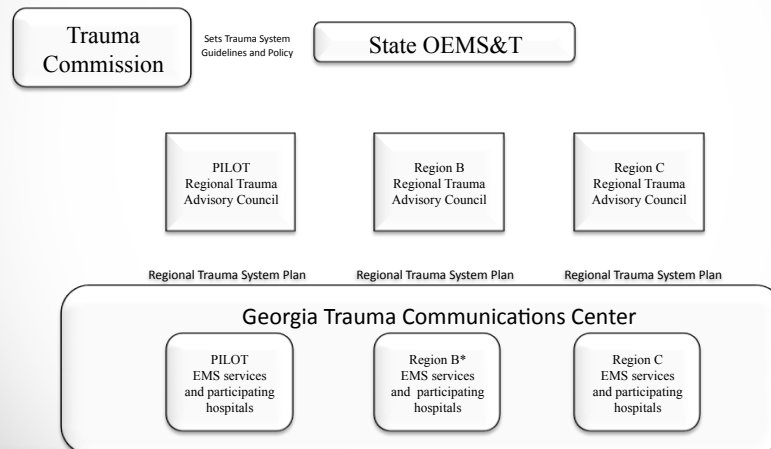 Trauma
Commission
Sets Trauma System
Guidelines and Policy
State OEMS&T
PILOT
Regional Trauma
Advisory Council
Region B
Regional Trauma
Advisory Council
Region C
Regional Trauma
Advisory Council
Regional Trauma System Plan
Regional Trauma System Plan
Regional Trauma System Plan
Georgia Trauma Communications Center
PILOT
EMS services
and participating
hospitals
Region B*
EMS services
and participating
hospitals
Region C
EMS services
and participating
hospitals